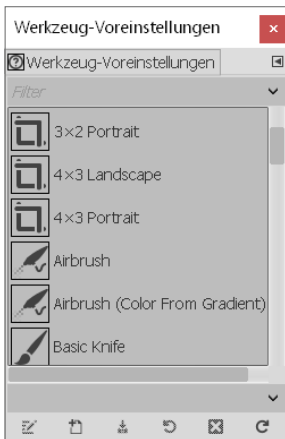 Werkzeug-Voreinstellungen
Werkzeug-Voreinstellungen
Filter
3×2 Portrait
4×3 Landscape
4×3 Portrait
Airbrush
Airbrush (Color From Gradient)
Basic Knife